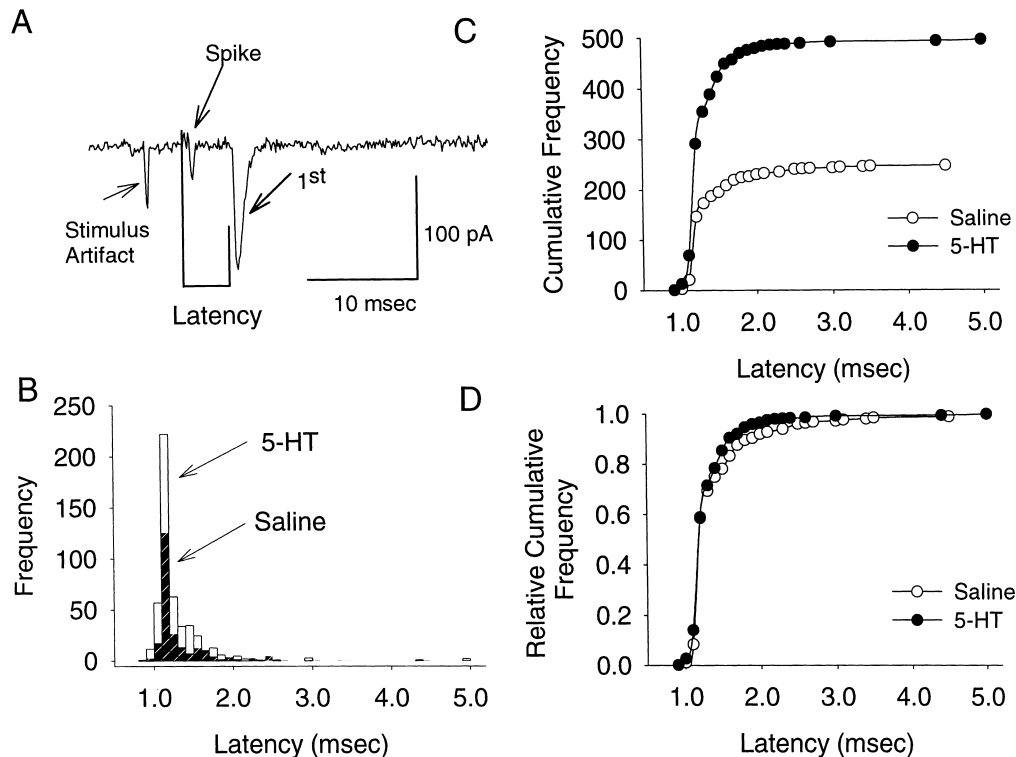 A
Spike
1st
Stimulus
Artifact
100 pA
10 msec
Latency
B
250
200
150
100
50
0
Frequency
5-HT
Saline
1.0 2.0 3.0 4.0 5.0
Latency (msec)
C
500
400
300
200
100
0
Cumulative Frequency
Saline
5-HT
1.0 2.0 3.0 4.0 5.0
Latency (msec)
D
1.0
0.8
0.6
0.4
0.2
0.0
Relative Cumulative
Frequency
Saline
5-HT
1.0 2.0 3.0 4.0 5.0
Latency (msec)